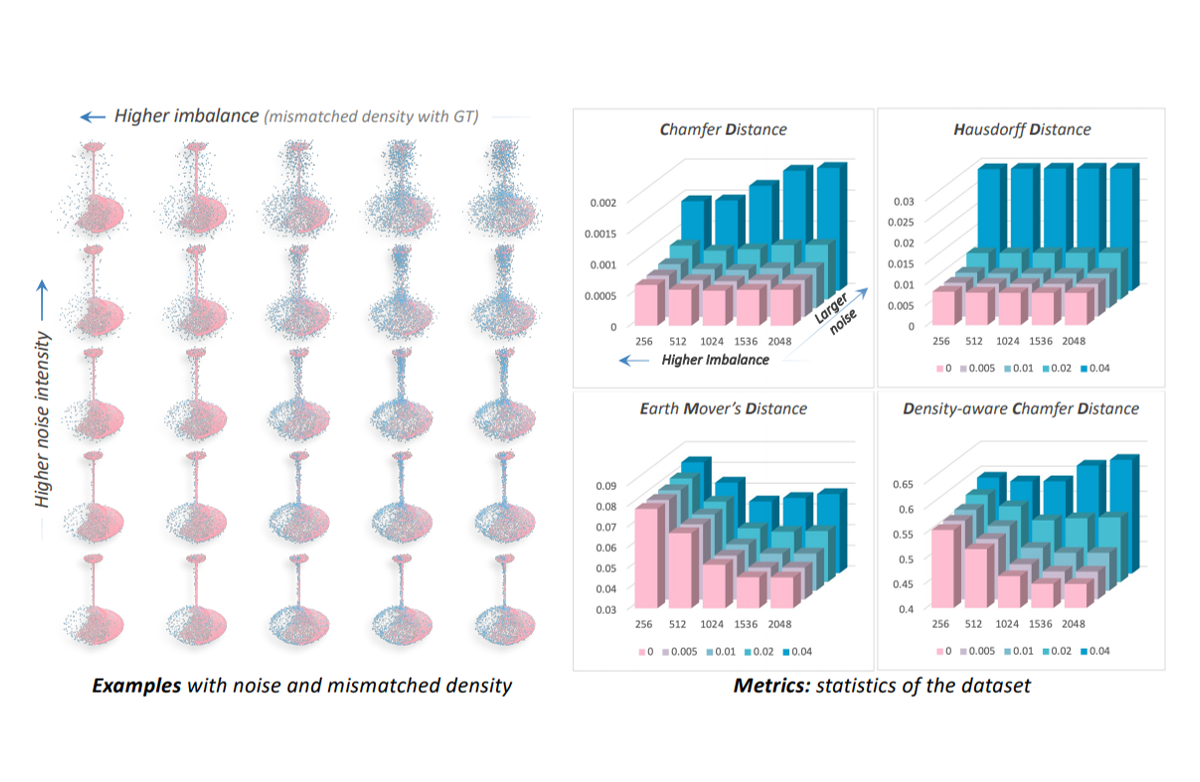 Higher imbalance (mismatched density with GT)
Higher noise intensity
Examples with noise and mismatched density
Chamfer Distance
0.002
0.0015
0.001
0.0005
0
256 512 1024 1536 2048
Higher Imbalance
Larger
noise
Hausdorff Distance
0.03
0.025
0.02
0.015
0.01
0.005
0
256 512 1024 1536 2048
0 0.005 0.01 0.02 0.04
Earth Mover's Distance
0.09
0.08
0.07
0.06
0.05
0.04
0.03
256 512 1024 1536 2048
0 0.005 0.01 0.02 0.04
Density-aware Chamfer Distance
0.65
0.6
0.55
0.5
0.45
0.4
256 512 1024 1536 2048
0 0.005 0.01 0.02 0.04
Metrics: statistics of the dataset